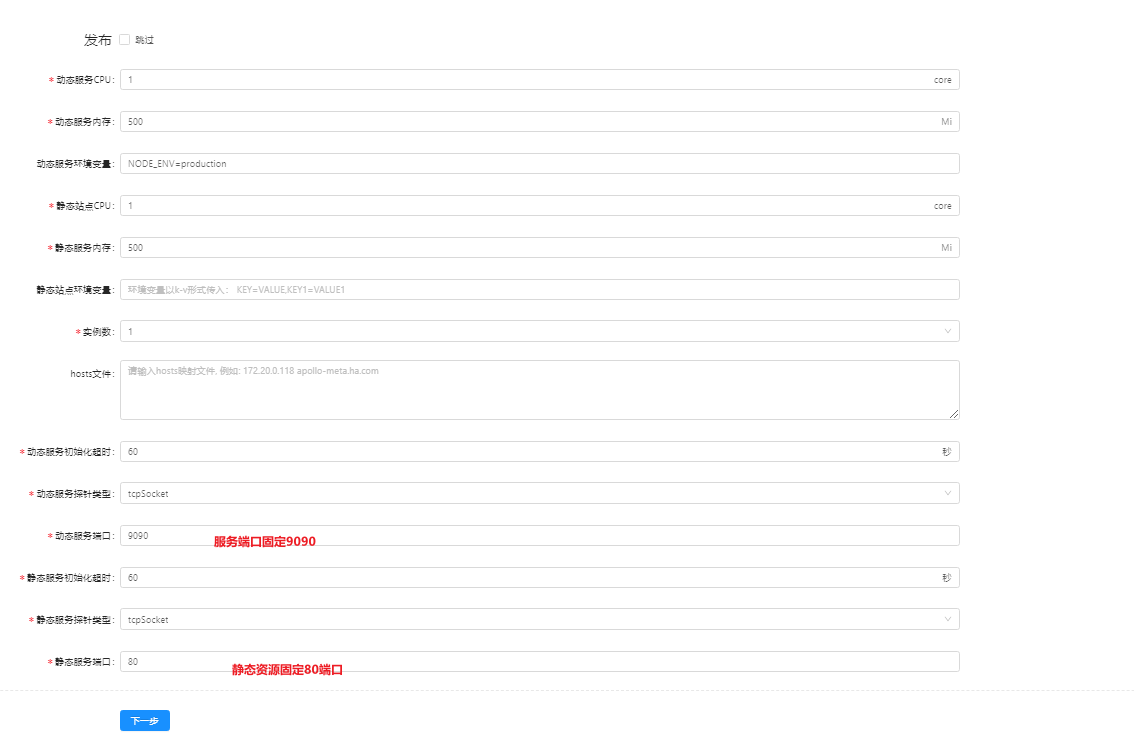 发布 跳过
* 动态服务CPU: 1 core
* 动态服务内存: 500 Mi
动态服务环境变量: NODE_ENV=production
* 静态站点CPU: 1 core
* 静态服务内存: 500 Mi
静态站点环境变量: 环境变量以k-v形式传入： KEY=VALUE,KEY1=VALUE1
* 实例数: 1
hosts文件: 请输入hosts映射文件, 例如: 172.20.0.118 apollo-meta.ha.com
* 动态服务初始化超时: 60 秒
* 动态服务探针类型: tcpSocket
* 动态服务端口: 9090 服务端口固定9090
* 静态服务初始化超时: 60 秒
* 静态服务探针类型: tcpSocket
* 静态服务端口: 80 静态资源固定80端口
下一步